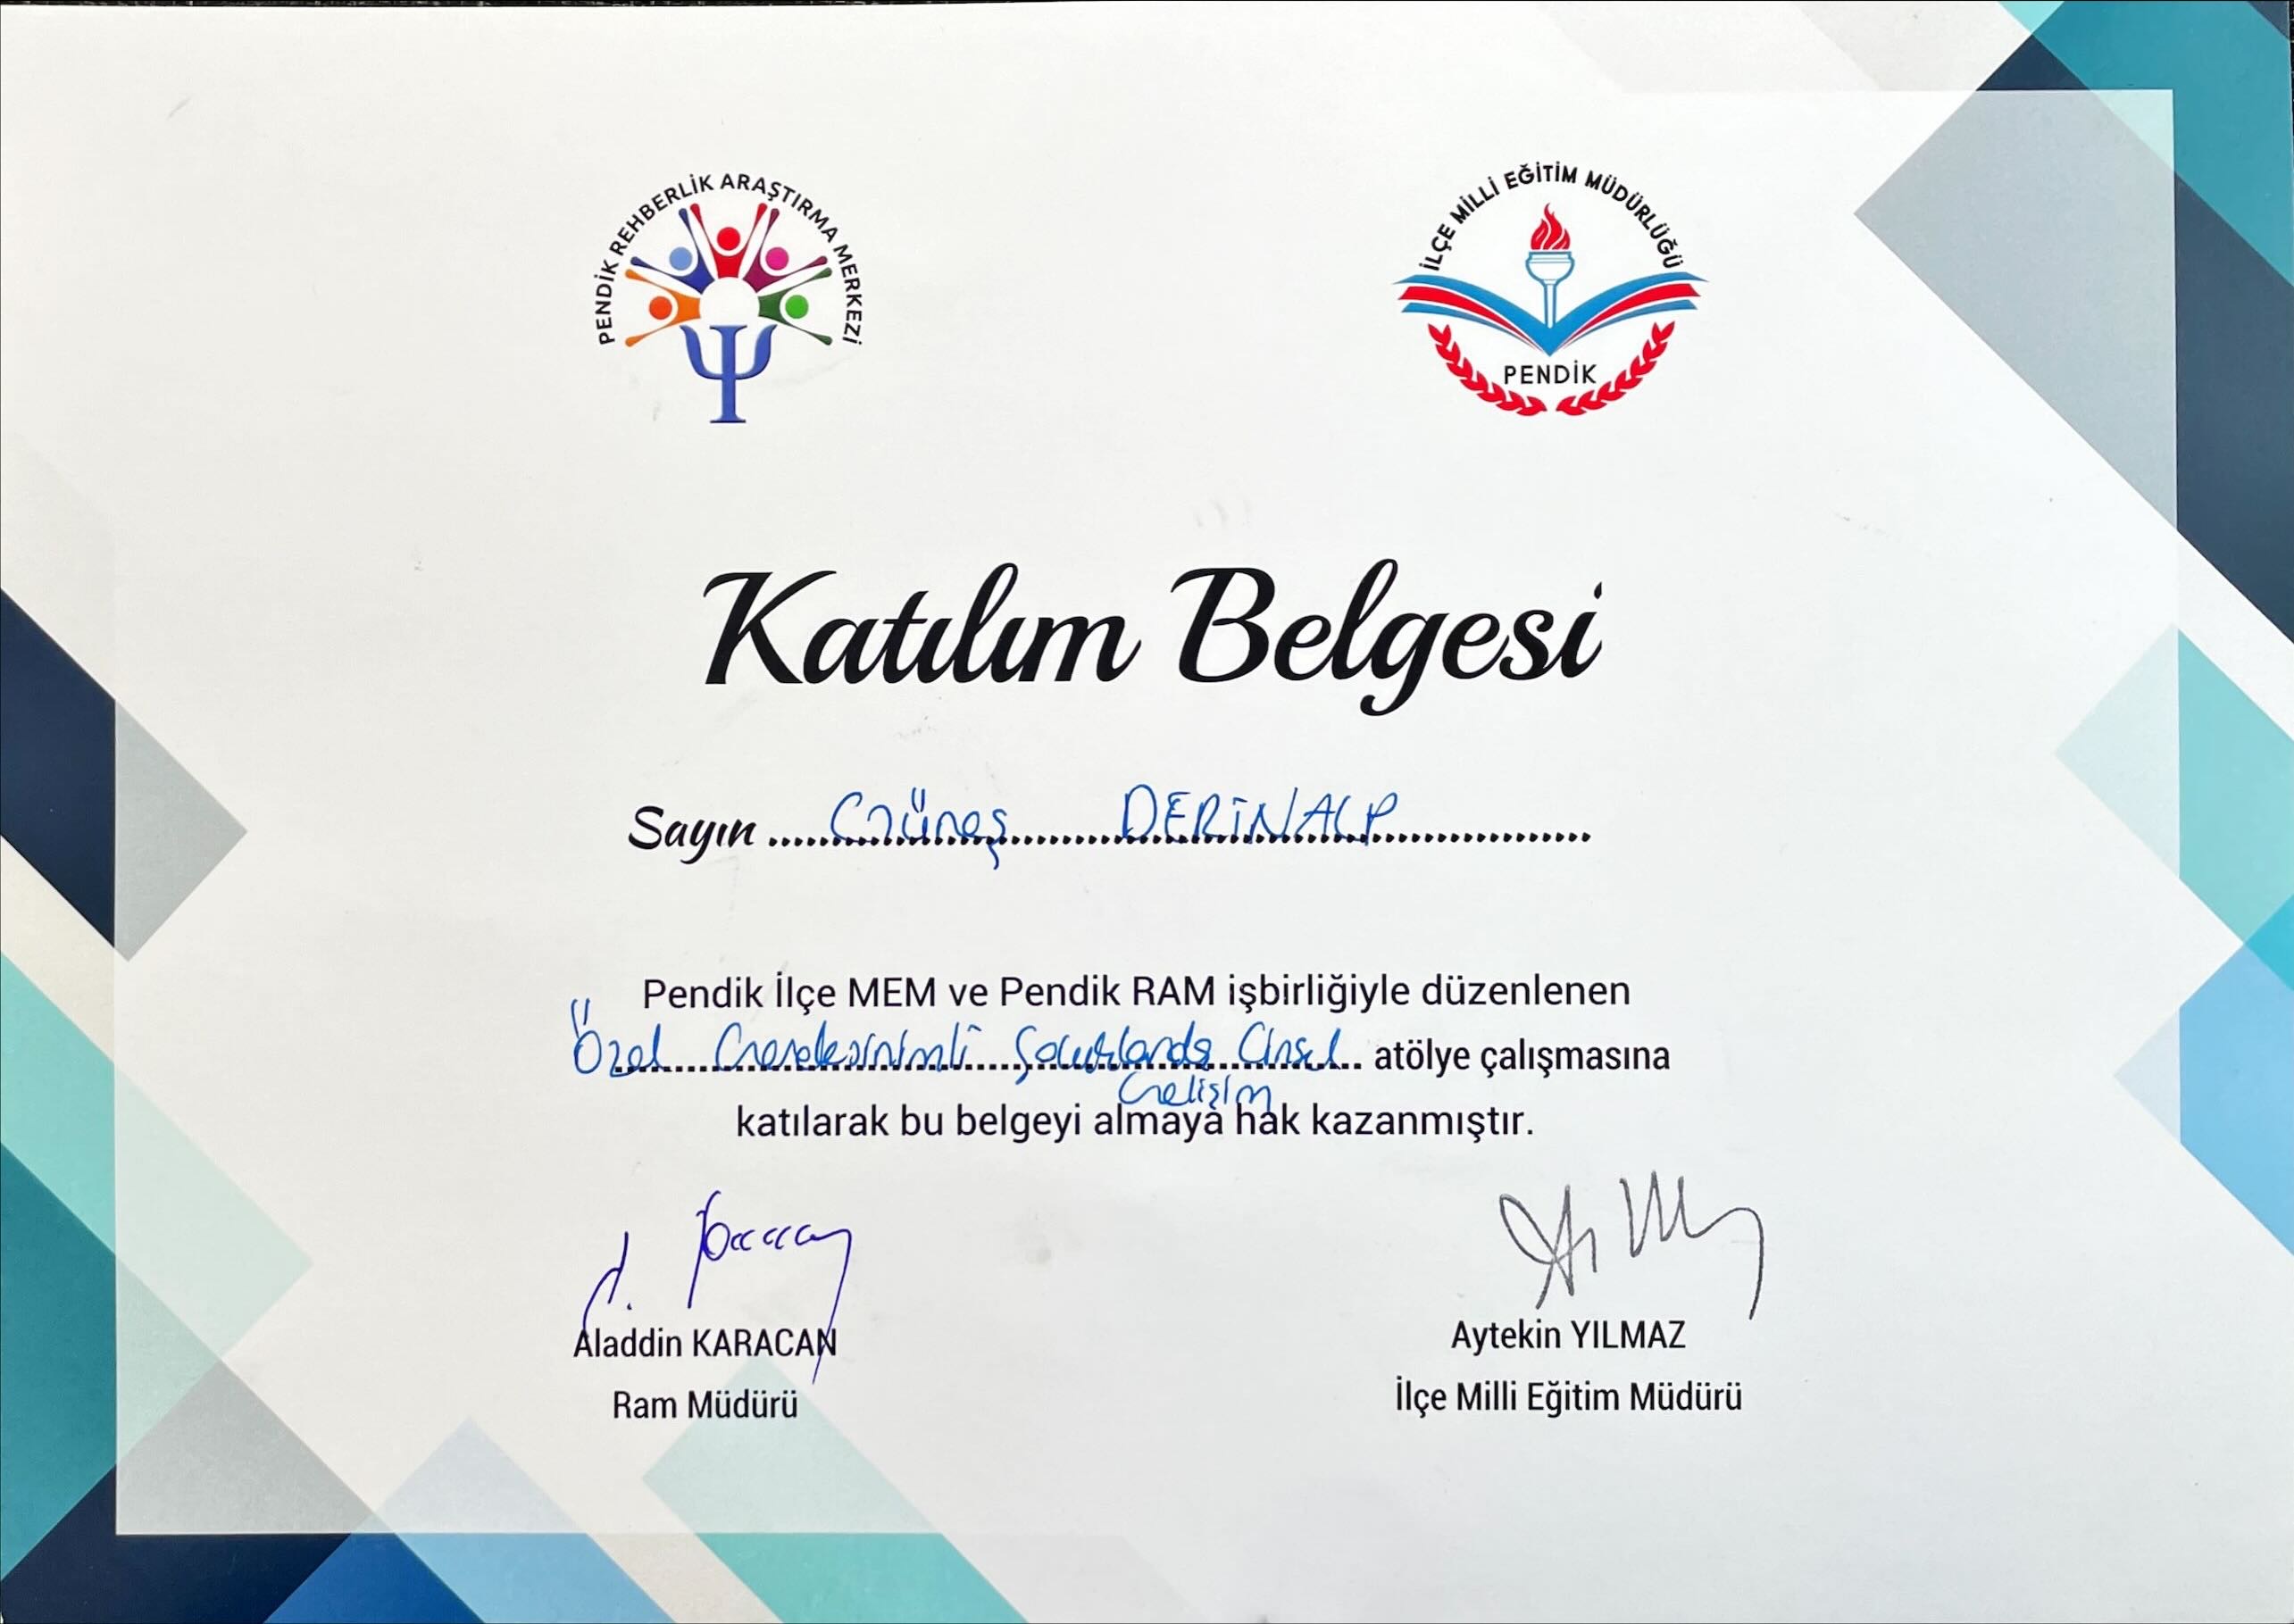 PENDİK REHBERLİK ARAŞTIRMA MERKEZİ
İLÇE MİLLİ EĞİTİM MÜDÜRLÜĞÜ
PENDİK
Katılım Belgesi
Sayın Güneş DERİNALP
Pendik İlçe MEM ve Pendik RAM işbirliğiyle düzenlenen
Özel Gereksinimli Çocuklarda Cinsel atölye çalışmasına
Gelişim
katılarak bu belgeyi almaya hak kazanmıştır.
Aladdin KARACAN
Ram Müdürü
Aytekin YILMAZ
İlçe Milli Eğitim Müdürü